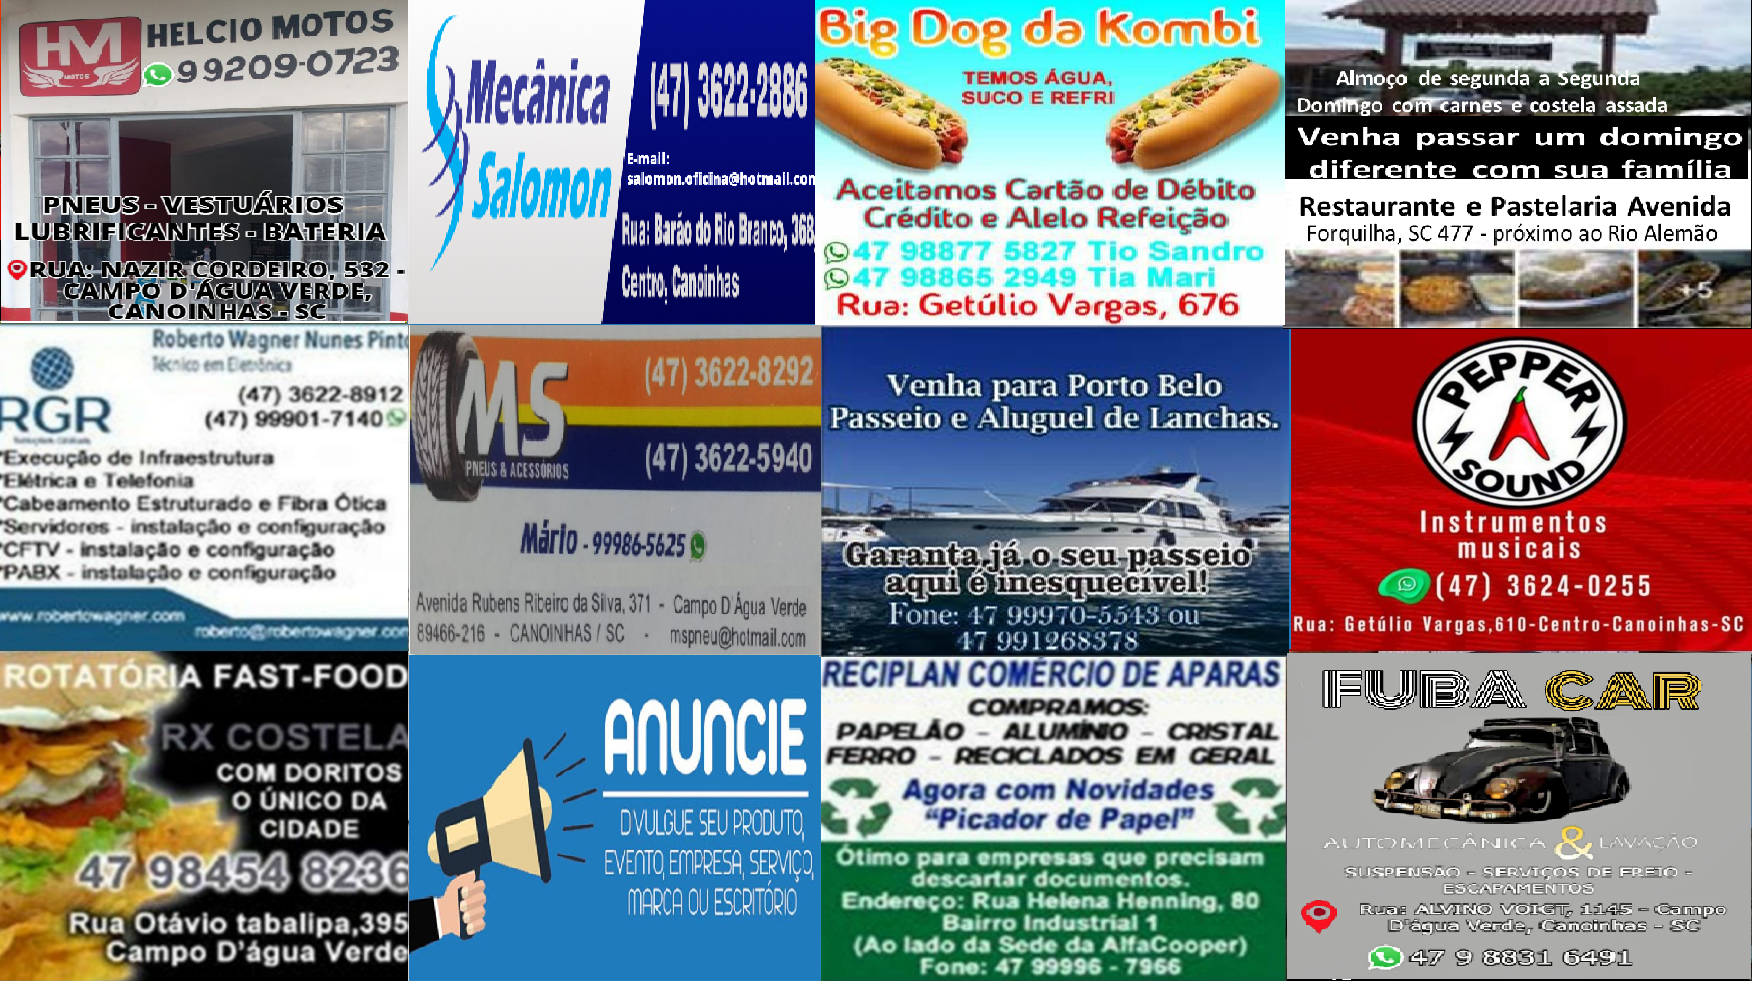 HM
MOTOS
HELCIO MOTOS
99209-0723
PNEUS - VESTUÁRIOS
LUBRIFICANTES - BATERIA
RUA: NAZIR CORDEIRO, 532 -
CAMPO D'ÁGUA VERDE,
CANOINHAS - SC
Mecânica
Salomon
(47) 3622-2886
E-mail:
salomon.oficina@hotmail.com
Rua: Barão do Rio Branco, 368,
Centro, Canoinhas
Big Dog da Kombi
TEMOS ÁGUA,
SUCO E REFRI
Aceitamos Cartão de Débito
Crédito e Alelo Refeição
47 98877 5827 Tio Sandro
47 98865 2949 Tia Mari
Rua: Getúlio Vargas, 676
Almoço de segunda a Segunda
Domingo com carnes e costela assada
Venha passar um domingo
diferente com sua família
Restaurante e Pastelaria Avenida
Forquilha, SC 477 - próximo ao Rio Alemão
+5
Roberto Wagner Nunes Pinto
Técnico em Eletrônica
(47) 3622-8912
(47) 99901-7140
RGR
*Execução de Infraestrutura
*Elétrica e Telefonia
*Cabeamento Estruturado e Fibra Ótica
*Servidores - instalação e configuração
*CFTV - instalação e configuração
*PABX - instalação e configuração
www.robertowagner.com
roberto@robertowagner.com
MS
PNEUS & ACESSÓRIOS
(47) 3622-8292
(47) 3622-5940
Mário - 99986-5625
Avenida Rubens Ribeiro da Silva, 371 - Campo D'Água Verde
89466-216 - CANOINHAS / SC - mspneu@hotmail.com
Venha para Porto Belo
Passeio e Aluguel de Lanchas.
Garanta já o seu passeio
aqui é inesquecível!
Fone: 47 99970-5543 ou
47 991268378
PEPPER
SOUND
Instrumentos
musicais
(47) 3624-0255
Rua: Getúlio Vargas,610-Centro-Canoinhas-SC
ROTATÓRIA FAST-FOOD
RX COSTELA
COM DORITOS
O ÚNICO DA
CIDADE
47 98454 8236
Rua Otávio tabalipa,395
Campo D'água Verde
ANUNCIE
DVULGUE SEU PRODUTO,
EVENTO, EMPRESA, SERVIÇO,
MARCA OU ESCRITÓRIO
RECIPLAN COMÉRCIO DE APARAS
COMPRAMOS:
PAPELÃO - ALUMÍNIO - CRISTAL
FERRO - RECICLADOS EM GERAL
Agora com Novidades
"Picador de Papel"
Ótimo para empresas que precisam
descartar documentos.
Endereço: Rua Helena Henning, 80
Bairro Industrial 1
(Ao lado da Sede da AlfaCooper)
Fone: 47 99996 - 7966
FUBA CAR
AUTOMECÂNICA & LAVAÇÃO
SUSPENSÃO - SERVIÇOS DE FREIO -
ESCAPAMENTOS
Rua: ALVINO VOIGT, 1145 - Campo
D'água Verde, Canoinhas - SC
47 9 8831 6491